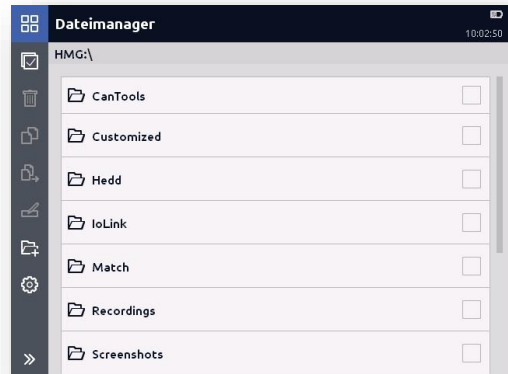 Dateimanager
10:02:50
HMG:\
CanTools
Customized
Hedd
IoLink
Match
Recordings
Screenshots